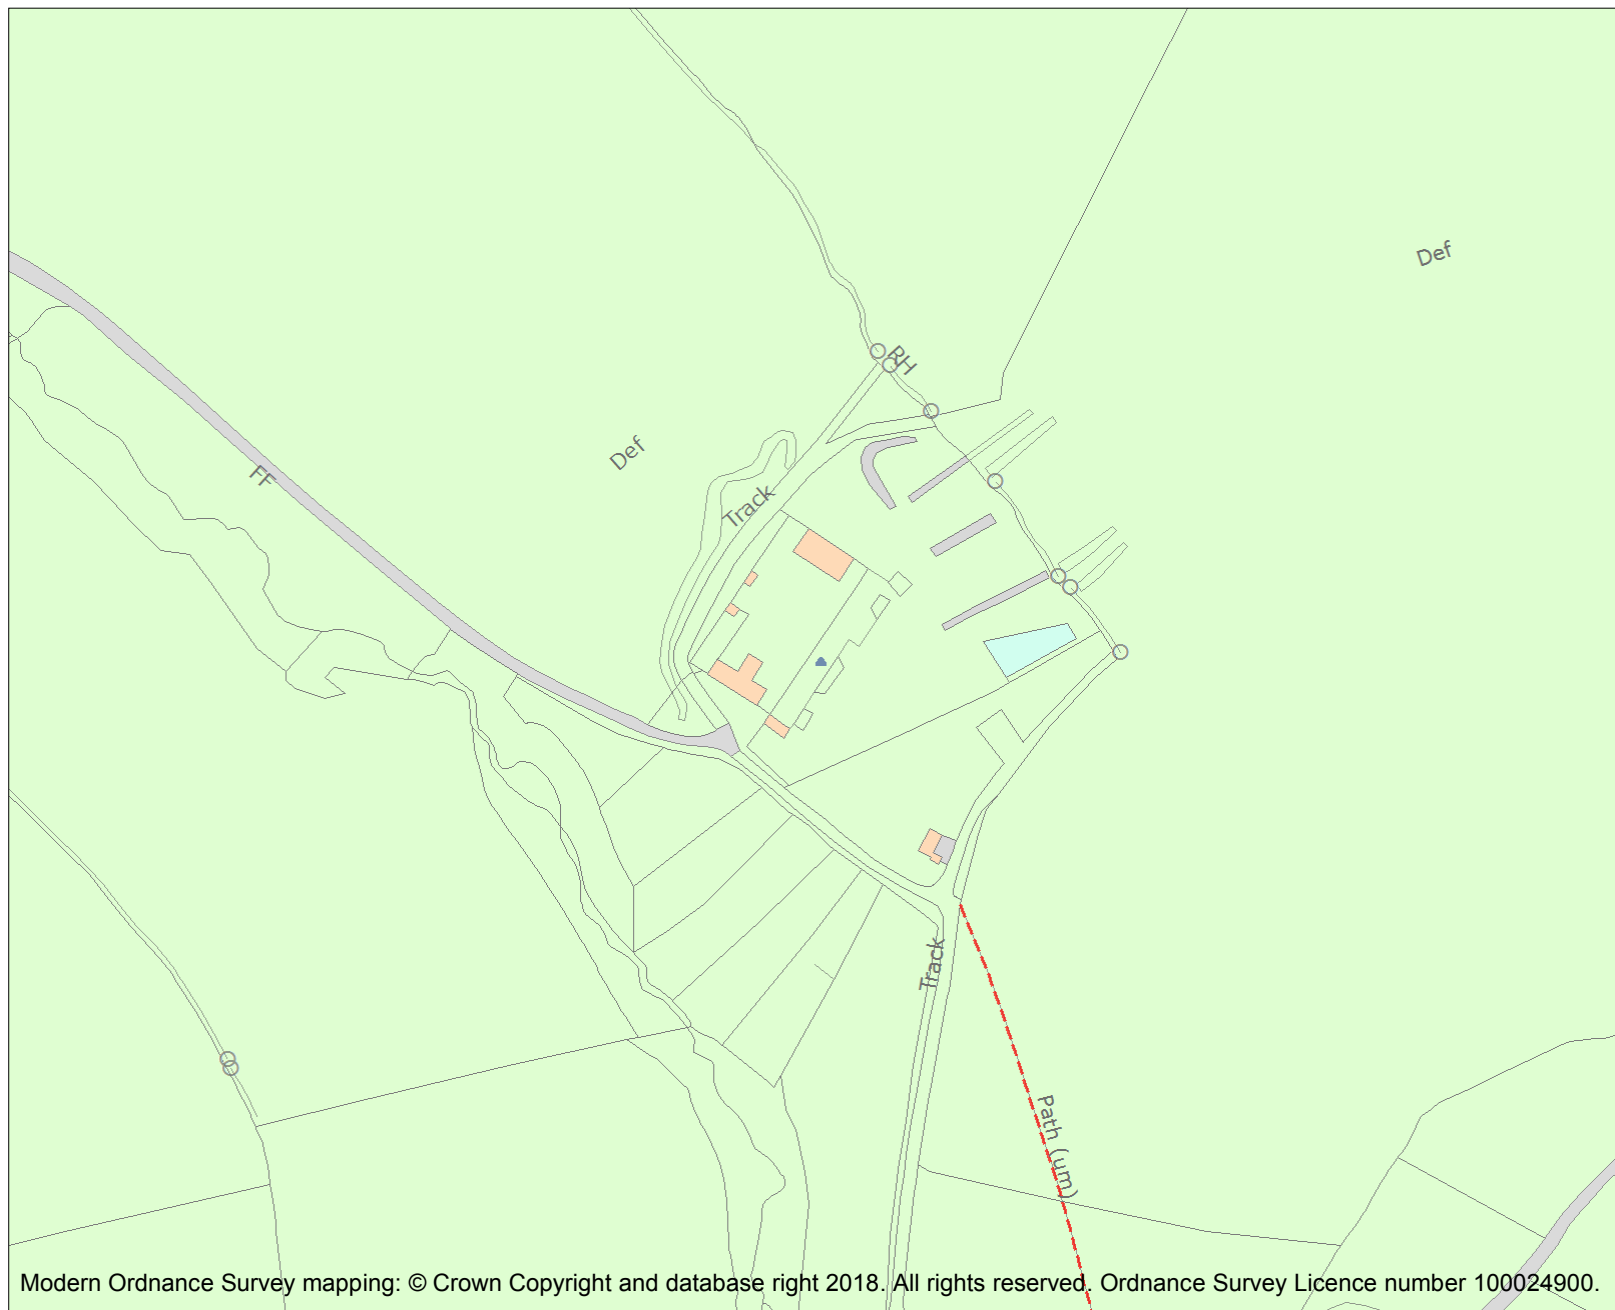 Def
RH
Def
FF
Track
Track
Path (um)
Modern Ordnance Survey mapping: © Crown Copyright and database right 2018. All rights reserved. Ordnance Survey Licence number 100024900.